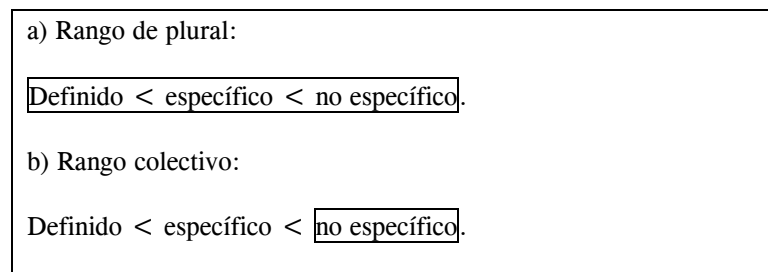 a) Rango de plural:
Definido < específico < no específico.
b) Rango colectivo:
Definido < específico < no específico.